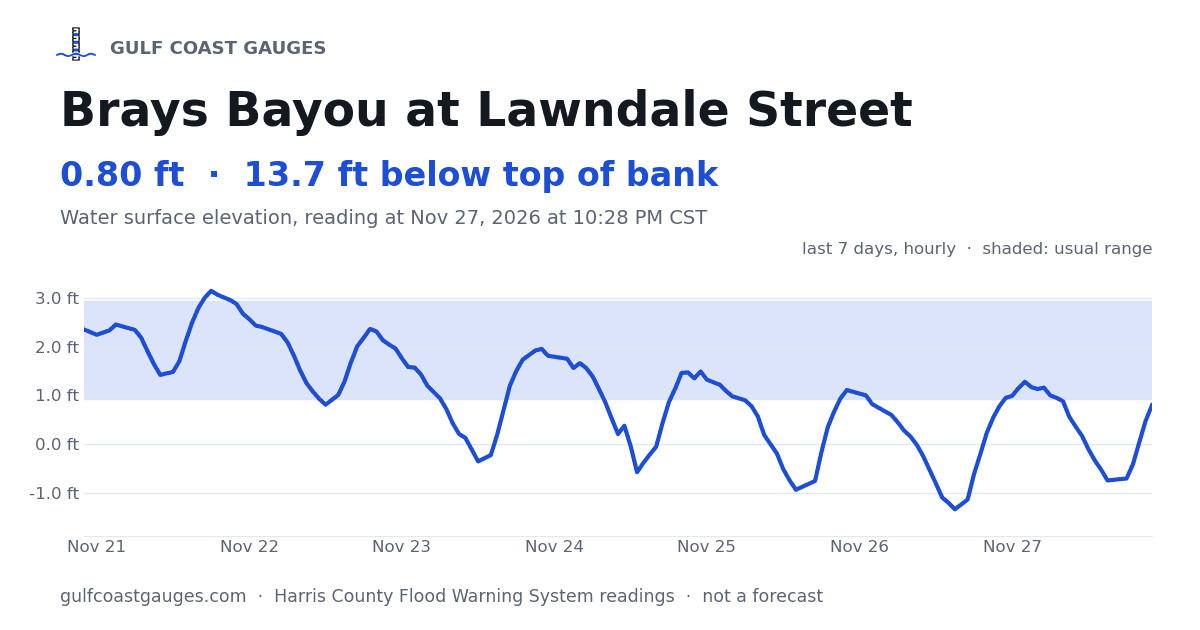 GULF COAST GAUGES
Brays Bayou at Lawndale Street
0.80 ft · 13.7 ft below top of bank
Water surface elevation, reading at Nov 27, 2026 at 10:28 PM CST
last 7 days, hourly · shaded: usual range
3.0 ft
2.0 ft
1.0 ft
0.0 ft
-1.0 ft
Nov 21 Nov 22 Nov 23 Nov 24 Nov 25 Nov 26 Nov 27
gulfcoastgauges.com · Harris County Flood Warning System readings · not a forecast